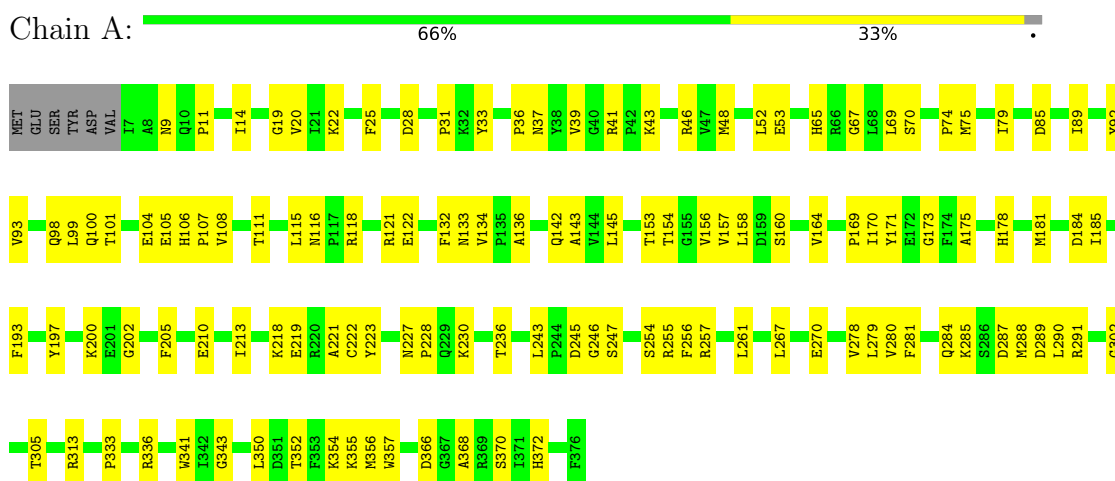 Chain A:
66% 33% •
MET GLU SER TYR ASP VAL I7 A8 N9 Q10 P11 I14 G19 V20 I21 K22 F25 D28 P31 K32 Y33 P36 N37 Y38 V39 G40 R41 P42 K43 R46 V47 M48 L52 E53 H65 R66 G67 L68 L69 S70 P74 M75 I79 D85 I89 Y92
V93 Q98 L99 Q100 T101 E104 E105 H106 P107 V108 T111 L115 N116 P117 R118 R121 E122 F132 N133 V134 P135 A136 Q142 A143 V144 L145 T153 T154 G155 V156 V157 L158 D159 S160 V164 P169 I170 Y171 E172 G173 F174 A175 H178 M181 D184 I185
F193 Y197 K200 E201 G202 F205 E210 I213 K218 E219 R220 A221 C222 Y223 N227 P228 Q229 K230 T236 L243 P244 D245 G246 S247 S254 R255 F256 R257 L261 L267 E270 V278 L279 V280 F281 Q284 K285 S286 D287 M288 D289 L290 R291 G302
T305 R313 P333 R336 W341 I342 G343 L350 D351 T352 F353 K354 K355 M356 W357 D366 G367 A368 R369 S370 I371 H372 F376